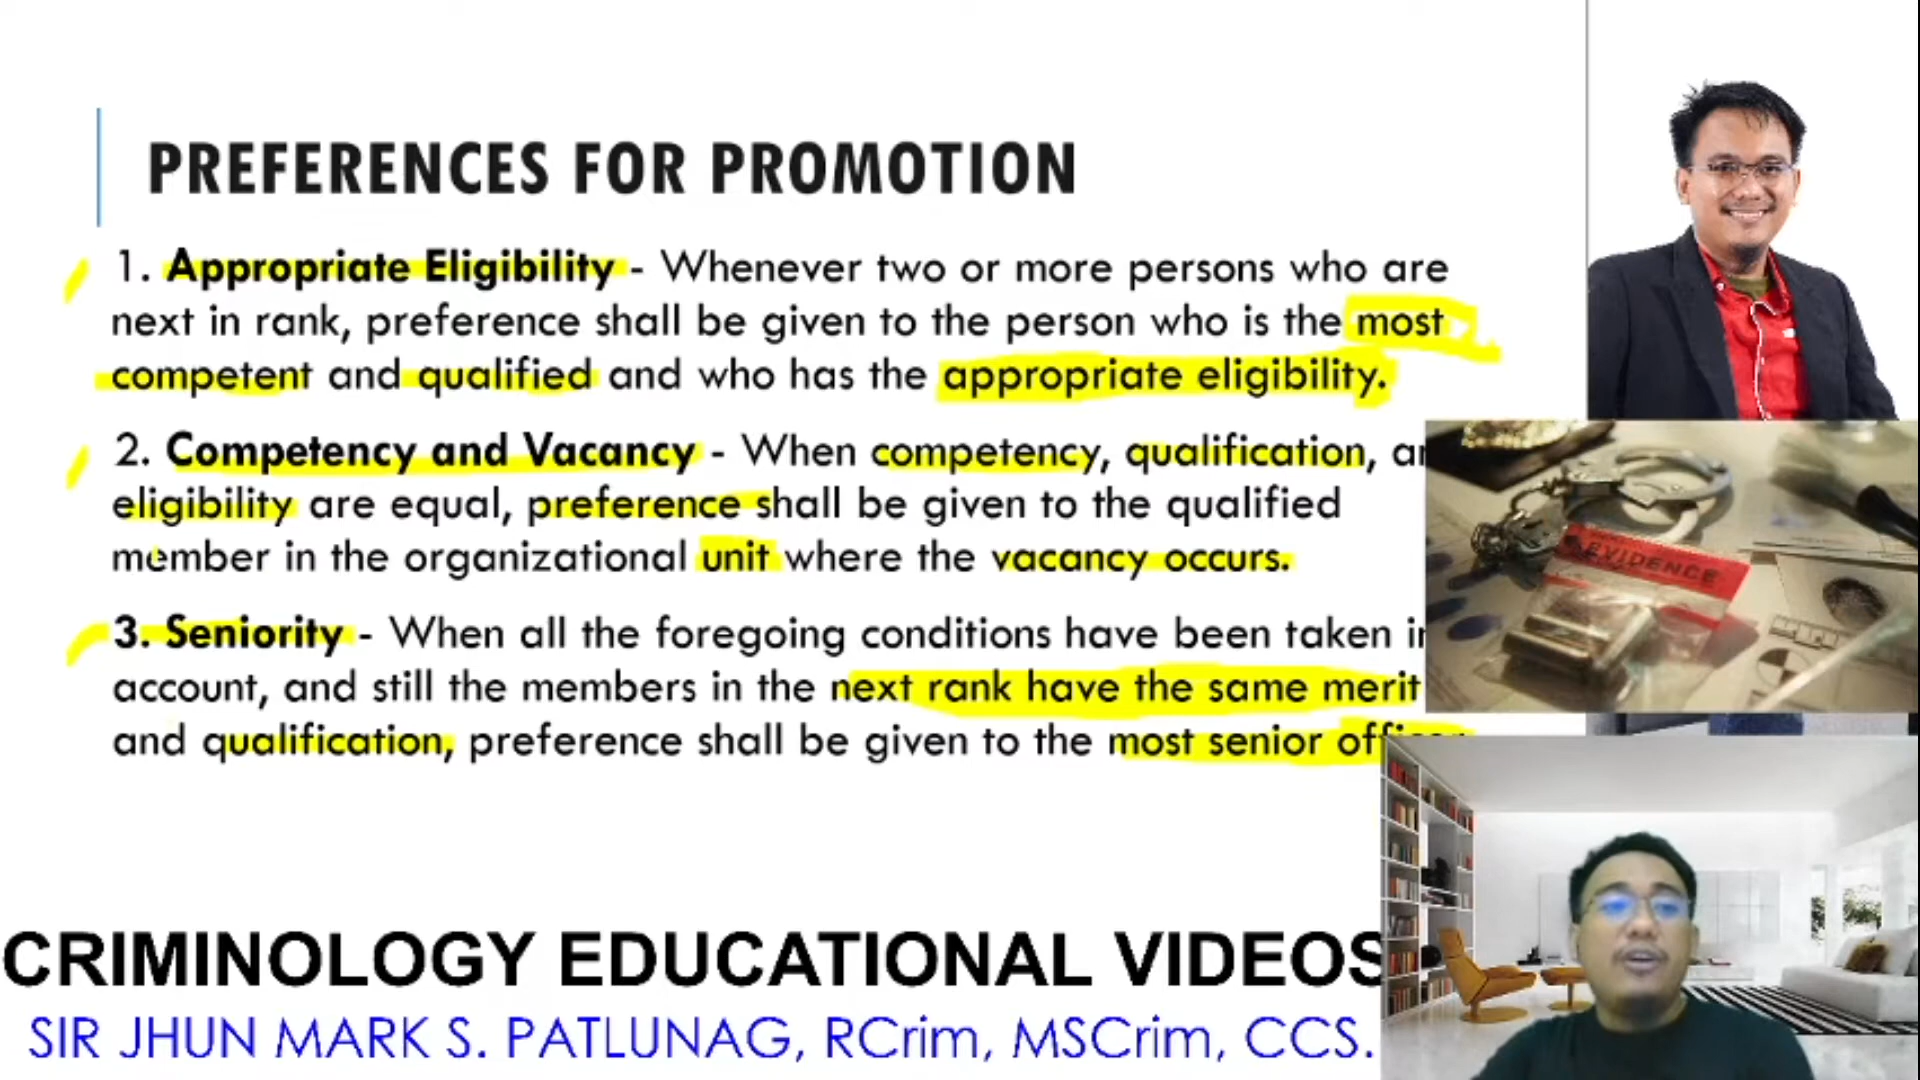 PREFERENCES FOR PROMOTION
1. Appropriate Eligibility - Whenever two or more persons who are
next in rank, preference shall be given to the person who is the most
competent and qualified and who has the appropriate eligibility.
2. Competency and Vacancy - When competency, qualification,
eligibility are equal, preference shall be given to the qualified
member in the organizational unit where the vacancy occurs.
3. Seniority - When all the foregoing conditions have been taken
account, and still the members in the next rank have the same merit
and qualification, preference shall be given to the most senior
EVIDENCE
CRIMINOLOGY EDUCATIONAL VIDEOS
SIR JHUN MARK S. PATLUNAG, RCrim, MSCrim, CCS.